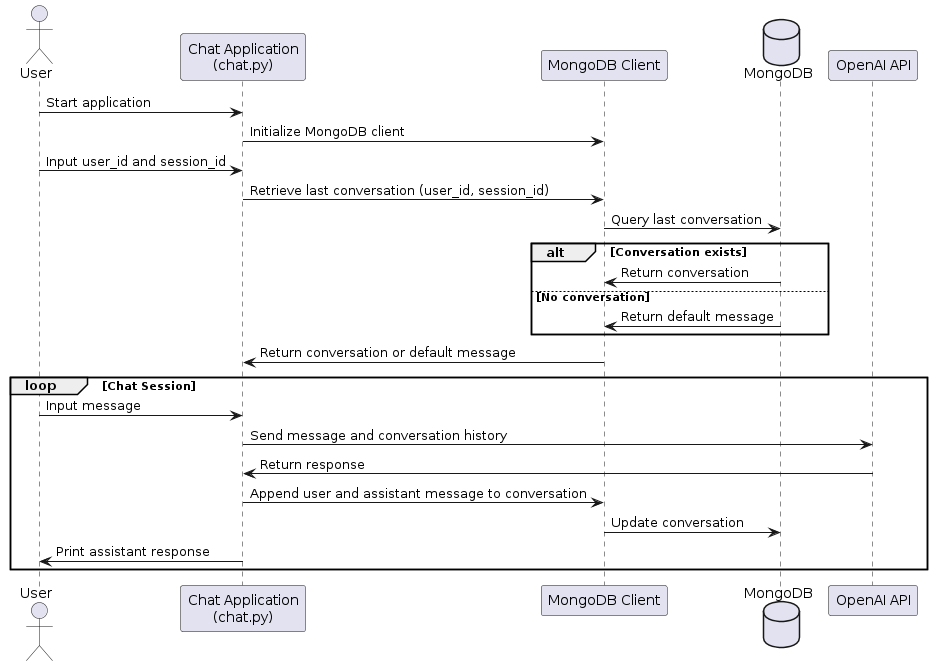 User
Chat Application
(chat.py)
MongoDB Client
MongoDB
OpenAI API
Start application
Initialize MongoDB client
Input user_id and session_id
Retrieve last conversation (user_id, session_id)
Query last conversation
alt [Conversation exists]
Return conversation
[No conversation]
Return default message
Return conversation or default message
loop [Chat Session]
Input message
Send message and conversation history
Return response
Append user and assistant message to conversation
Update conversation
Print assistant response
User
Chat Application
(chat.py)
MongoDB Client
MongoDB
OpenAI API